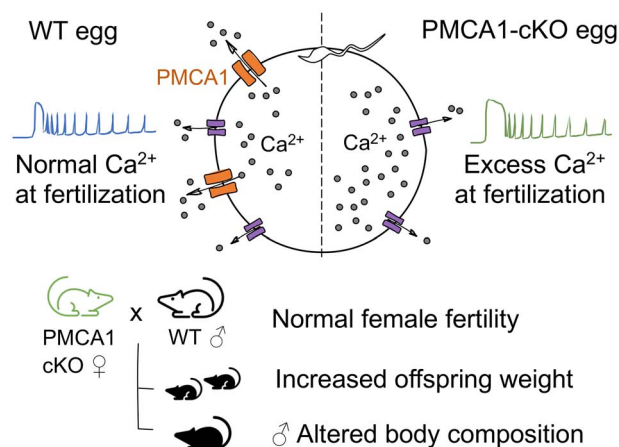 WT egg
PMCA1-cKO egg
PMCA1
Ca²⁺
Ca²⁺
Normal Ca²⁺
at fertilization
Excess Ca²⁺
at fertilization
x
PMCA1
cKO ♀
WT ♂
Normal female fertility
Increased offspring weight
♂ Altered body composition